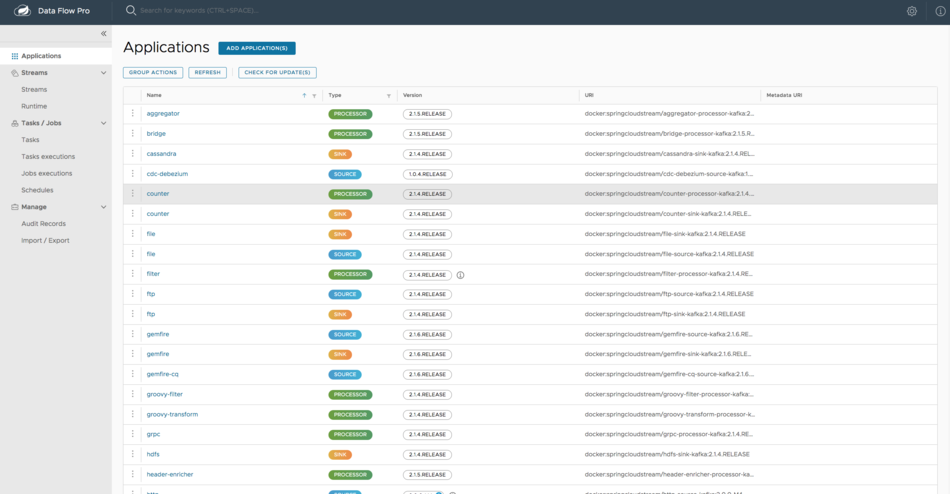 Data Flow Pro
Search for keywords (CTRL+SPACE)...
Applications
Streams
Streams
Runtime
Tasks / Jobs
Tasks
Tasks executions
Jobs executions
Schedules
Manage
Audit Records
Import / Export
Applications ADD APPLICATION(S)
GROUP ACTIONS REFRESH CHECK FOR UPDATE(S)
Name Type Version URI Metadata URI
aggregator PROCESSOR 2.1.5.RELEASE docker:springcloudstream/aggregator-processor-kafka:2...
bridge PROCESSOR 2.1.5.RELEASE docker:springcloudstream/bridge-processor-kafka:2.1.5.R...
cassandra SINK 2.1.4.RELEASE docker:springcloudstream/cassandra-sink-kafka:2.1.4.REL...
cdc-debezium SOURCE 1.0.4.RELEASE docker:springcloudstream/cdc-debezium-source-kafka:1....
counter PROCESSOR 2.1.4.RELEASE docker:springcloudstream/counter-processor-kafka:2.1.4....
counter SINK 2.1.4.RELEASE docker:springcloudstream/counter-sink-kafka:2.1.4.RELE...
file SINK 2.1.4.RELEASE docker:springcloudstream/file-sink-kafka:2.1.4.RELEASE
file SOURCE 2.1.4.RELEASE docker:springcloudstream/file-source-kafka:2.1.4.RELEASE
filter PROCESSOR 2.1.4.RELEASE docker:springcloudstream/filter-processor-kafka:2.1.4.RE...
ftp SOURCE 2.1.4.RELEASE docker:springcloudstream/ftp-source-kafka:2.1.4.RELEASE
ftp SINK 2.1.4.RELEASE docker:springcloudstream/ftp-sink-kafka:2.1.4.RELEASE
gemfire SOURCE 2.1.6.RELEASE docker:springcloudstream/gemfire-source-kafka:2.1.6.RE...
gemfire SINK 2.1.6.RELEASE docker:springcloudstream/gemfire-sink-kafka:2.1.6.RELE...
gemfire-cq SOURCE 2.1.6.RELEASE docker:springcloudstream/gemfire-cq-source-kafka:2.1.6....
groovy-filter PROCESSOR 2.1.4.RELEASE docker:springcloudstream/groovy-filter-processor-kafka:...
groovy-transform PROCESSOR 2.1.4.RELEASE docker:springcloudstream/groovy-transform-processor-k...
grpc PROCESSOR 2.1.4.RELEASE docker:springcloudstream/grpc-processor-kafka:2.1.4.RE...
hdfs SINK 2.1.4.RELEASE docker:springcloudstream/hdfs-sink-kafka:2.1.4.RELEASE
header-enricher PROCESSOR 2.1.5.RELEASE docker:springcloudstream/header-enricher-processor-ka...